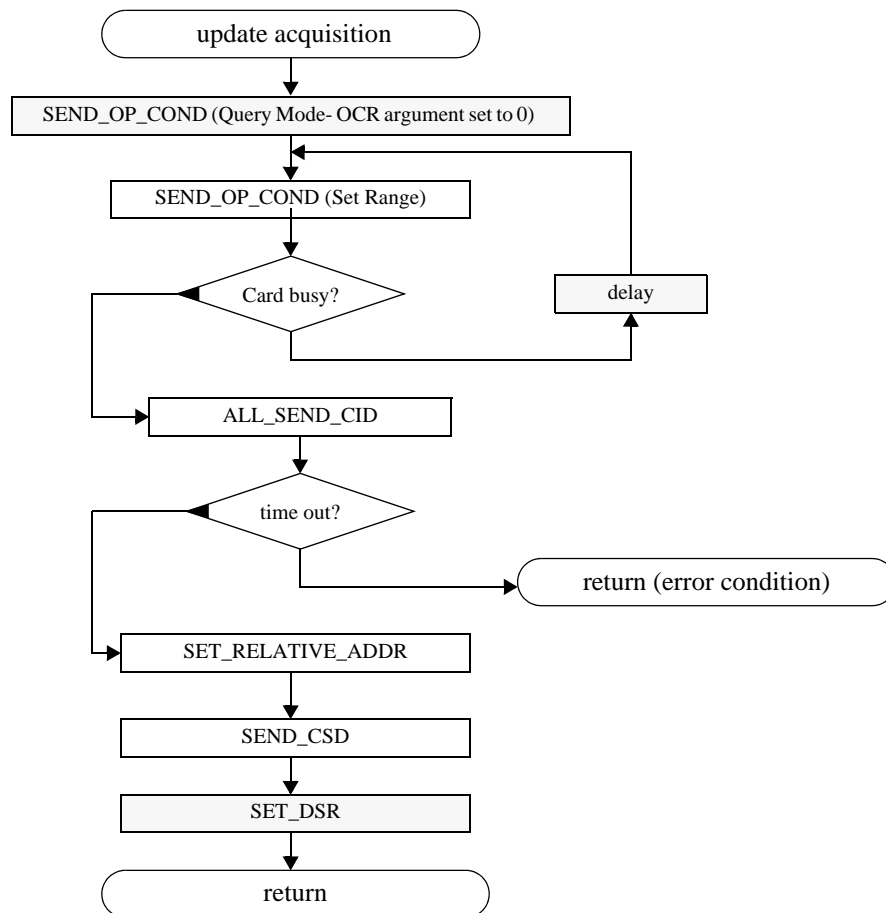 update acquisition
SEND_OP_COND (Query Mode- OCR argument set to 0)
SEND_OP_COND (Set Range)
Card busy?
delay
ALL_SEND_CID
time out?
return (error condition)
SET_RELATIVE_ADDR
SEND_CSD
SET_DSR
return